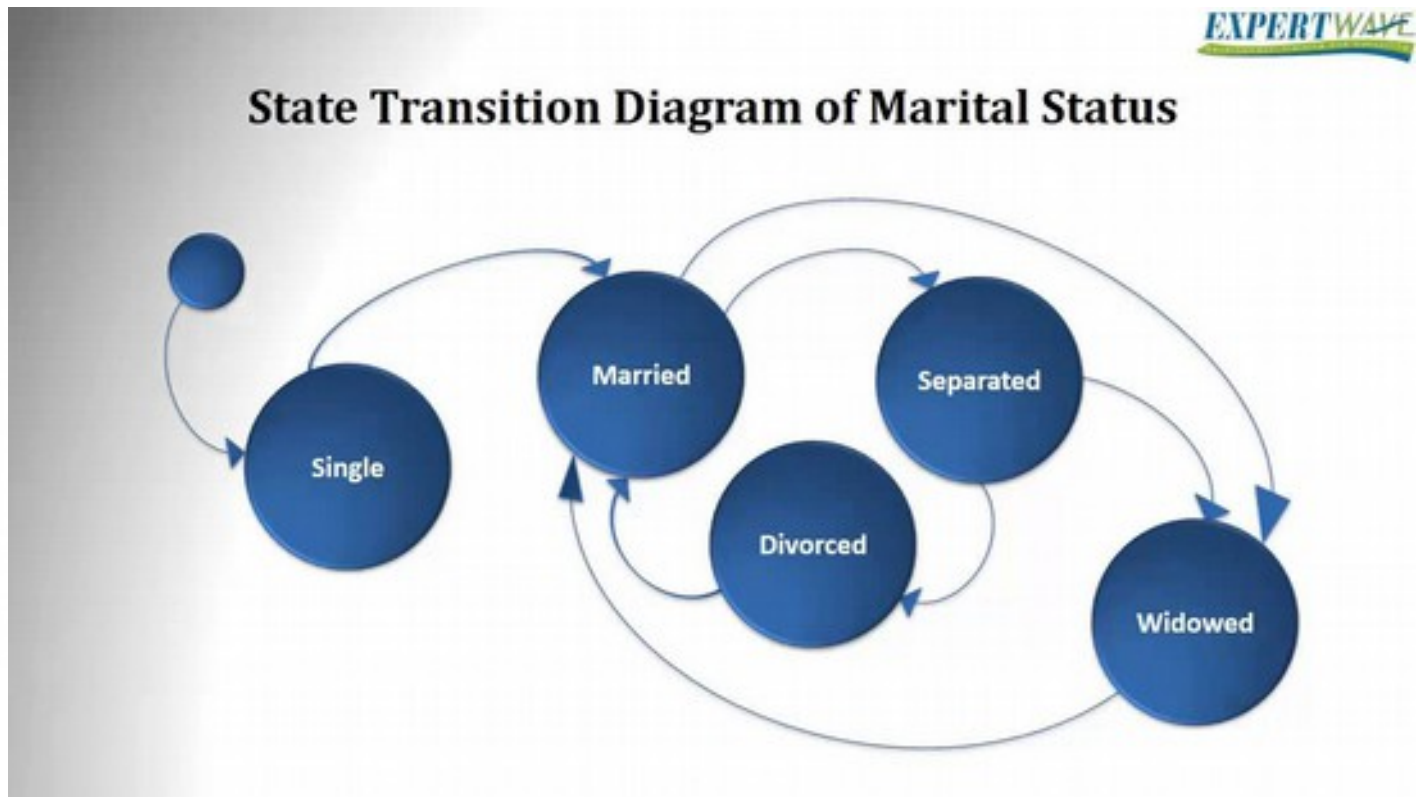 EXPERTWAVE
State Transition Diagram of Marital Status
Married
Separated
Single
Divorced
Widowed